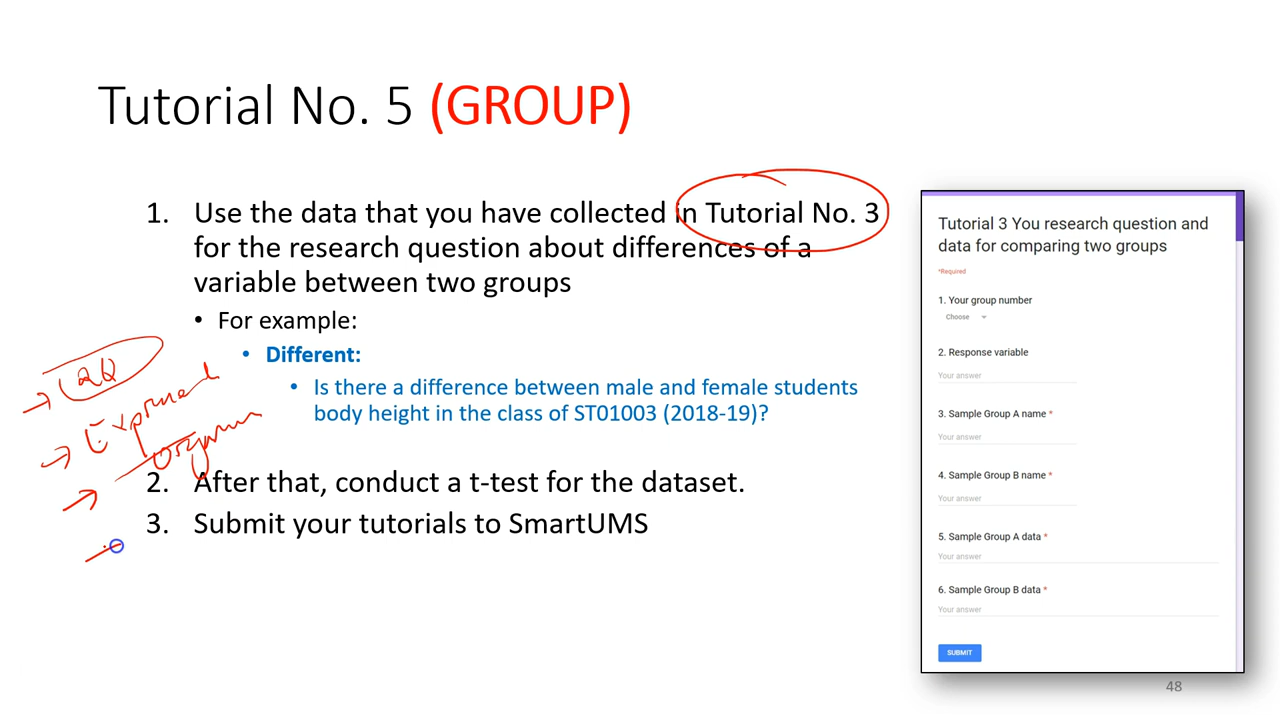 Tutorial No. 5 (GROUP)
1. Use the data that you have collected in Tutorial No. 3
for the research question about differences of a
variable between two groups
• For example:
• Different:
• Is there a difference between male and female students
body height in the class of ST01003 (2018-19)?
2. After that, conduct a t-test for the dataset.
3. Submit your tutorials to SmartUMS
Tutorial 3 You research question and
data for comparing two groups
*Required
1. Your group number
Choose
2. Response variable
Your answer
3. Sample Group A name *
Your answer
4. Sample Group B name *
Your answer
5. Sample Group A data *
Your answer
6. Sample Group B data *
Your answer
SUBMIT
48